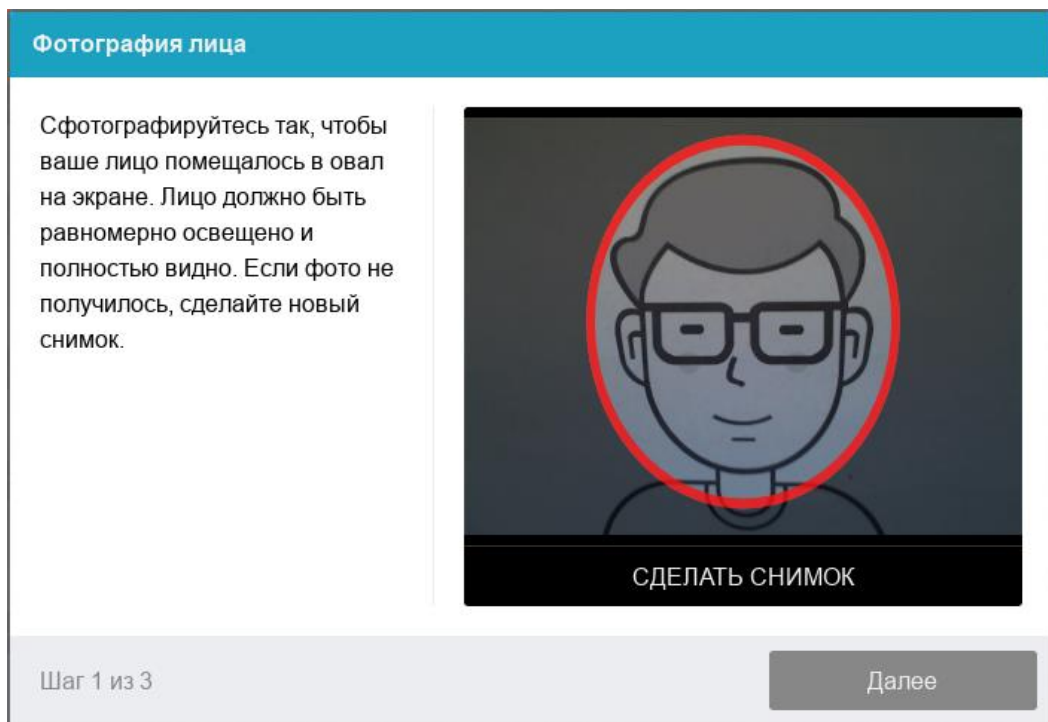 Фотография лица
Сфотографируйтесь так, чтобы
ваше лицо помещалось в овал
на экране. Лицо должно быть
равномерно освещено и
полностью видно. Если фото не
получилось, сделайте новый
снимок.
СДЕЛАТЬ СНИМОК
Шаг 1 из 3
Далее